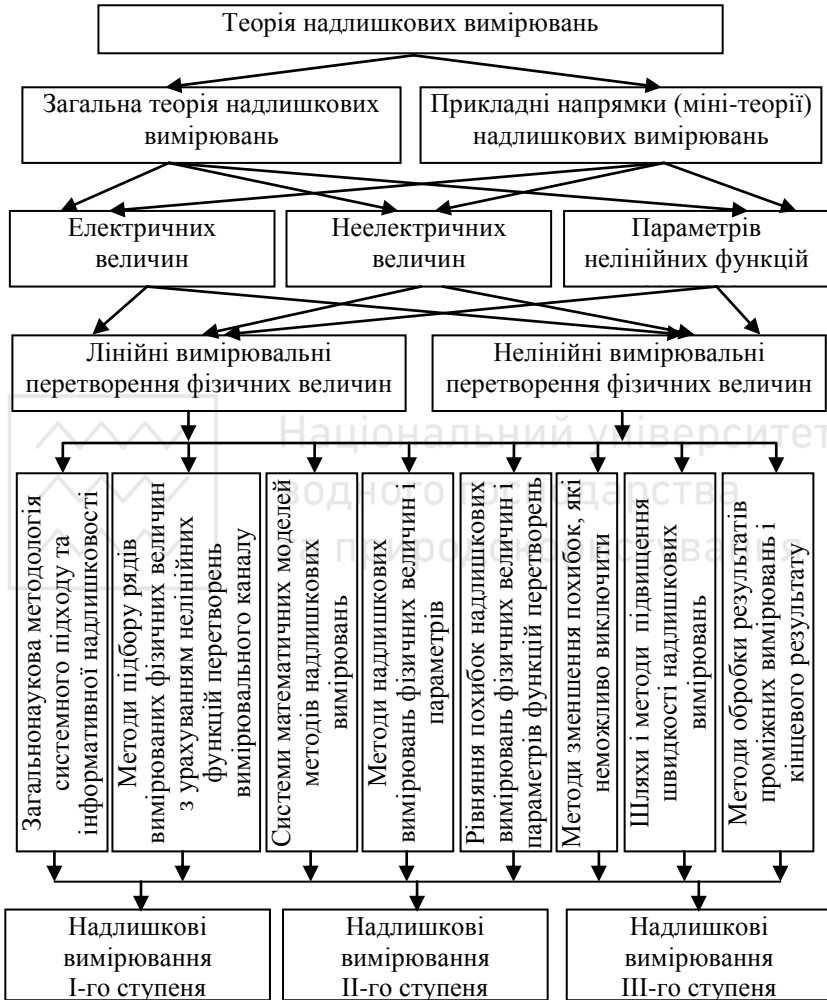 Теорія надлишкових вимірювань
Загальна теорія надлишкових
вимірювань
Прикладні напрямки (міні-теорії)
надлишкових вимірювань
Електричних
величин
Неелектричних
величин
Параметрів
нелінійних функцій
Лінійні вимірювальні
перетворення фізичних величин
Нелінійні вимірювальні
перетворення фізичних величин
Національний університет
водного господарства
та природокористування
Загальнонаукова методологія
системного підходу та
інформативної надлишковості
Методи підбору рядів
вимірюваних фізичних величин
з урахуванням нелінійних
функцій перетворень
вимірювального каналу
Системи математичних моделей
методів надлишкових
вимірювань
Методи надлишкових
вимірювань фізичних величин і
параметрів
Рівняння похибок надлишкових
вимірювань фізичних величин і
параметрів функцій перетворень
Методи зменшення похибок, які
неможливо виключити
Шляхи і методи підвищення
швидкості надлишкових
вимірювань
Методи обробки результатів
проміжних вимірювань і
кінцевого результату
Надлишкові
вимірювання
І-го ступеня
Надлишкові
вимірювання
ІІ-го ступеня
Надлишкові
вимірювання
ІІІ-го ступеня